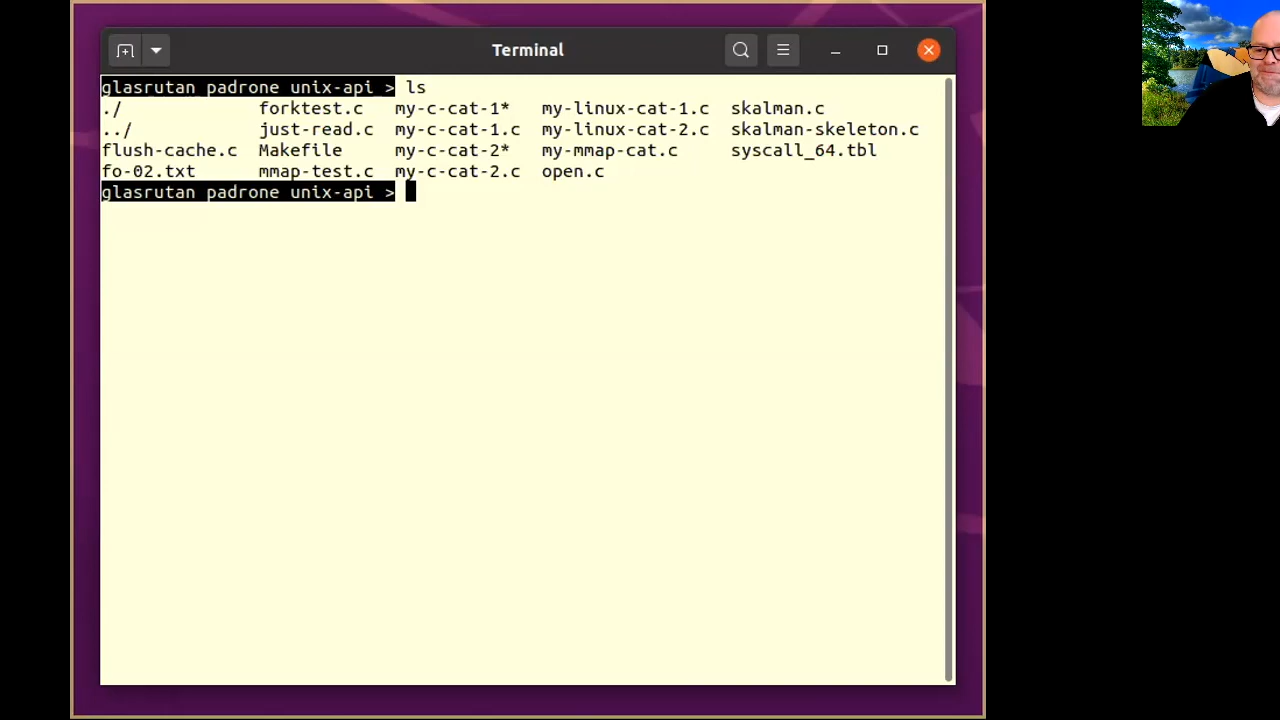 Terminal
glasrutan padrone unix-api > ls
./ forktest.c my-c-cat-1* my-linux-cat-1.c skalman.c
../ just-read.c my-c-cat-1.c my-linux-cat-2.c skalman-skeleton.c
flush-cache.c Makefile my-c-cat-2* my-mmap-cat.c syscall_64.tbl
fo-02.txt mmap-test.c my-c-cat-2.c open.c
glasrutan padrone unix-api >